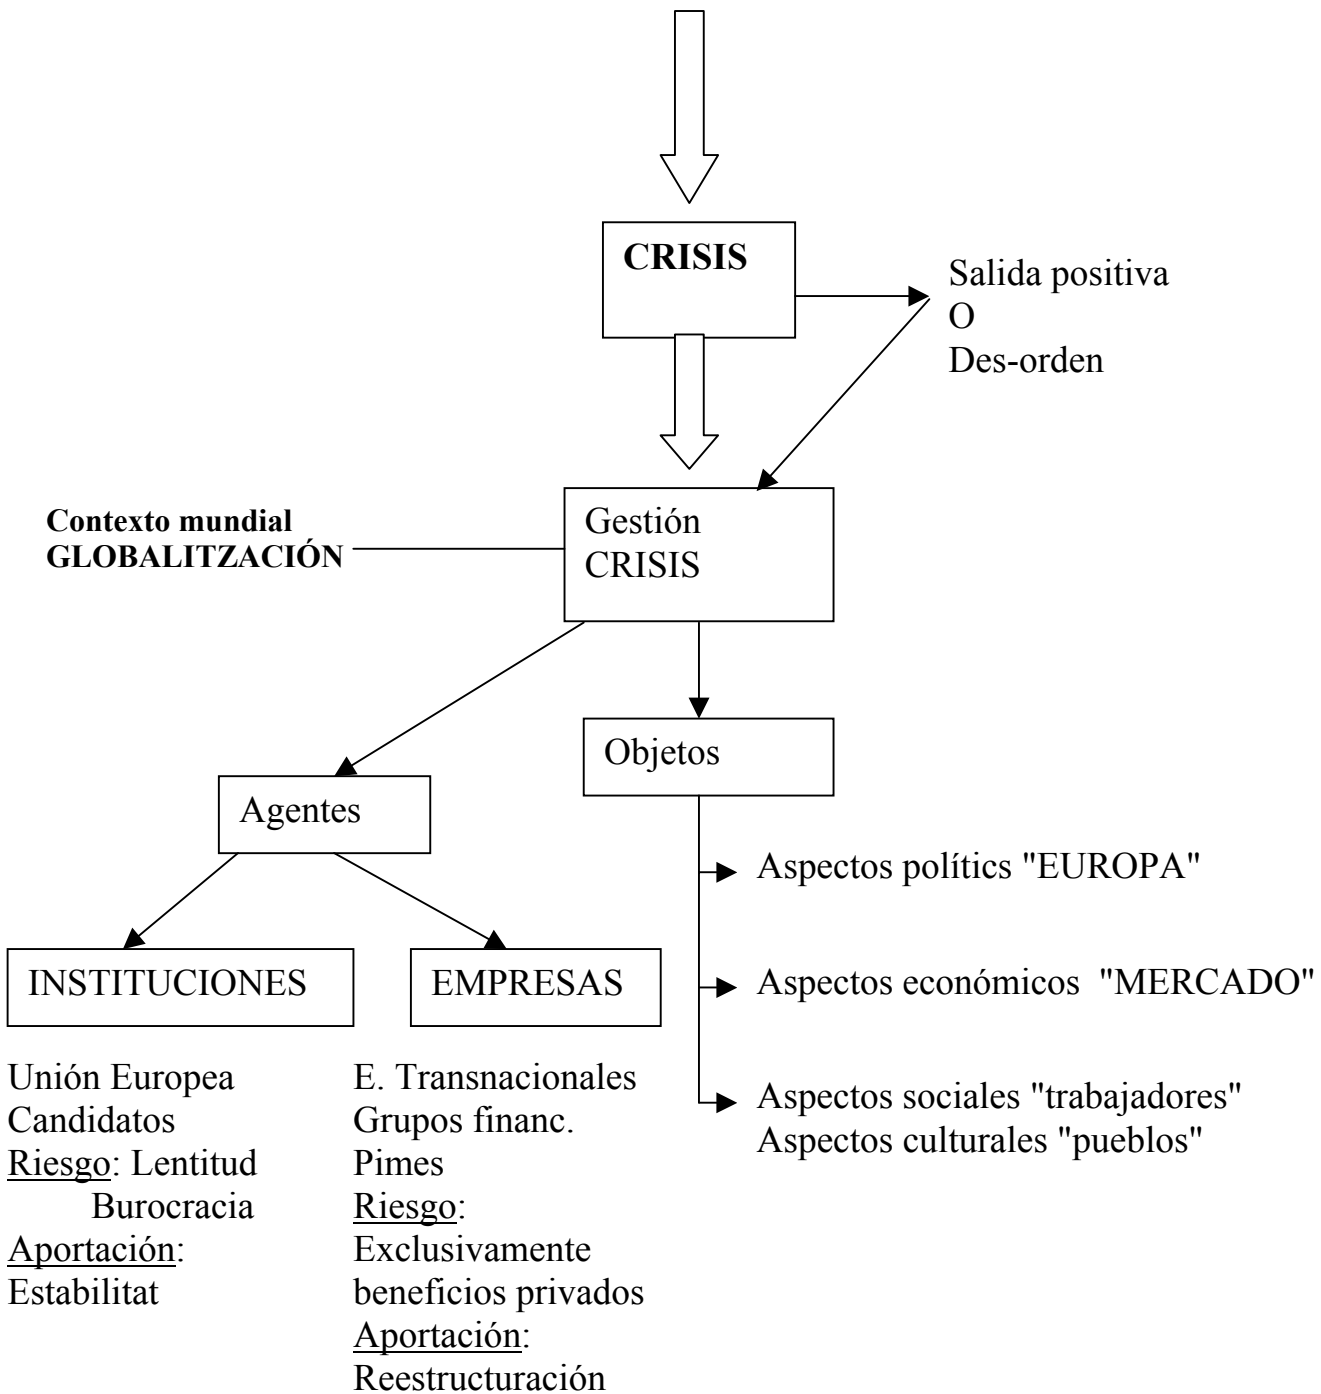 CRISIS
Salida positiva
O
Des-orden
Contexto mundial
GLOBALITZACIÓN
Gestión
CRISIS
Objetos
Agentes
Aspectos polítics "EUROPA"
INSTITUCIONES
EMPRESAS
Aspectos económicos "MERCADO"
Unión Europea
Candidatos
Riesgo: Lentitud
Burocracia
Aportación:
Estabilitat
E. Transnacionales
Grupos financ.
Pimes
Riesgo:
Exclusivamente
beneficios privados
Aportación:
Reestructuración
Aspectos sociales "trabajadores"
Aspectos culturales "pueblos"